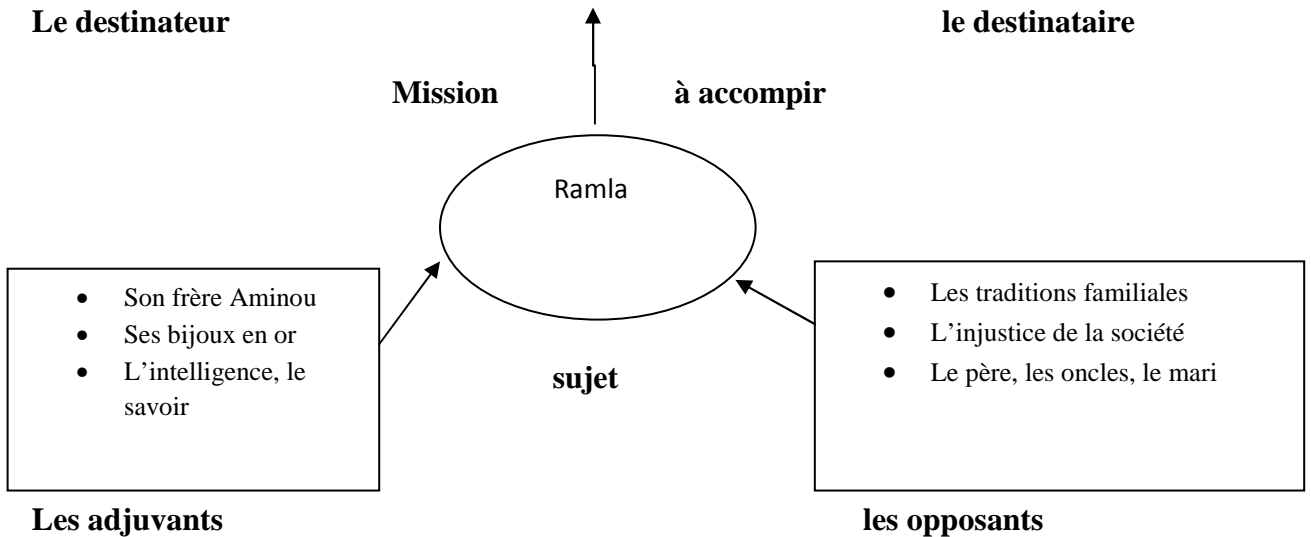 Le destinateur
le destinataire
Mission
à accompir
Ramla
• Son frère Aminou
• Ses bijoux en or
• L’intelligence, le
savoir
sujet
• Les traditions familiales
• L’injustice de la société
• Le père, les oncles, le mari
Les adjuvants
les opposants